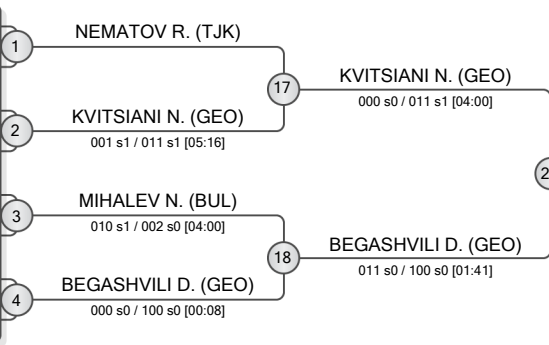 NEMATOV R. (TJK)
1
17
KVITSIANI N. (GEO)
000 s0 / 011 s1 [04:00]
2
KVITSIANI N. (GEO)
001 s1 / 011 s1 [05:16]
3
MIHALEV N. (BUL)
010 s1 / 002 s0 [04:00]
18
BEGASHVILI D. (GEO)
011 s0 / 100 s0 [01:41]
4
BEGASHVILI D. (GEO)
000 s0 / 100 s0 [00:08]